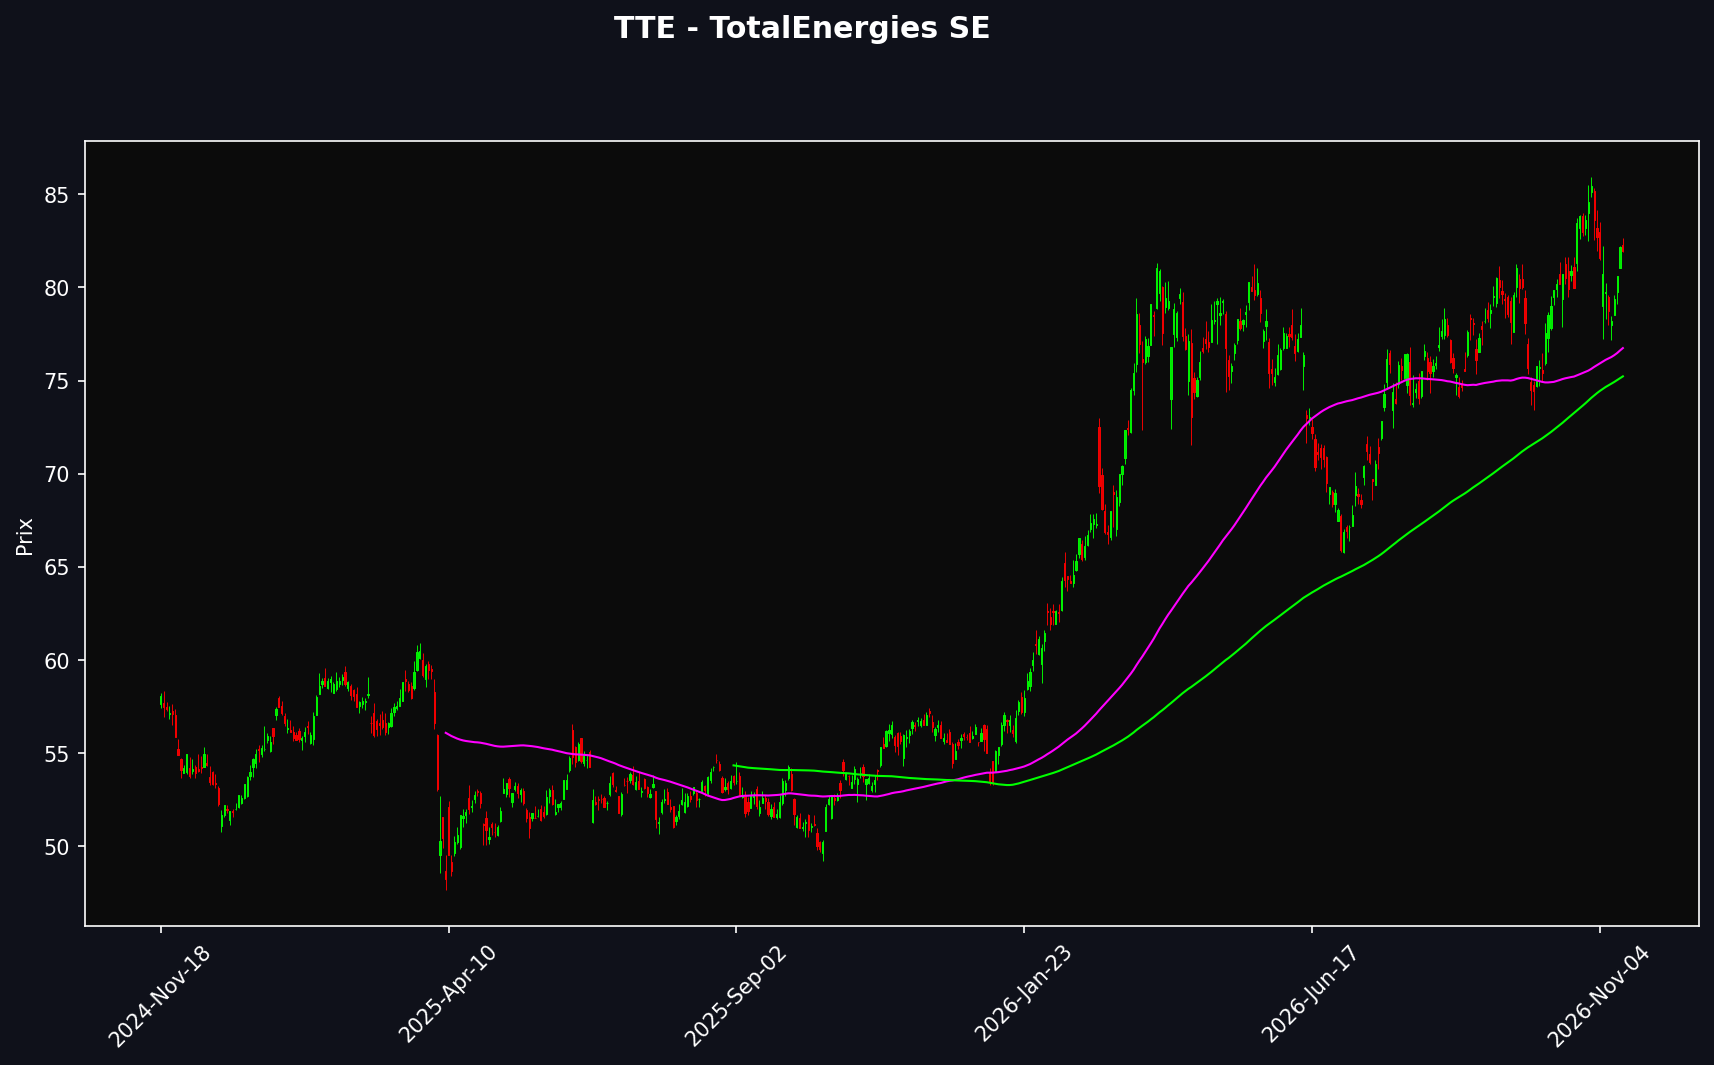 TTE - TotalEnergies SE
Prix
85
80
75
70
65
60
55
50
2024-Nov-18
2025-Apr-10
2025-Sep-02
2026-Jan-23
2026-Jun-17
2026-Nov-04